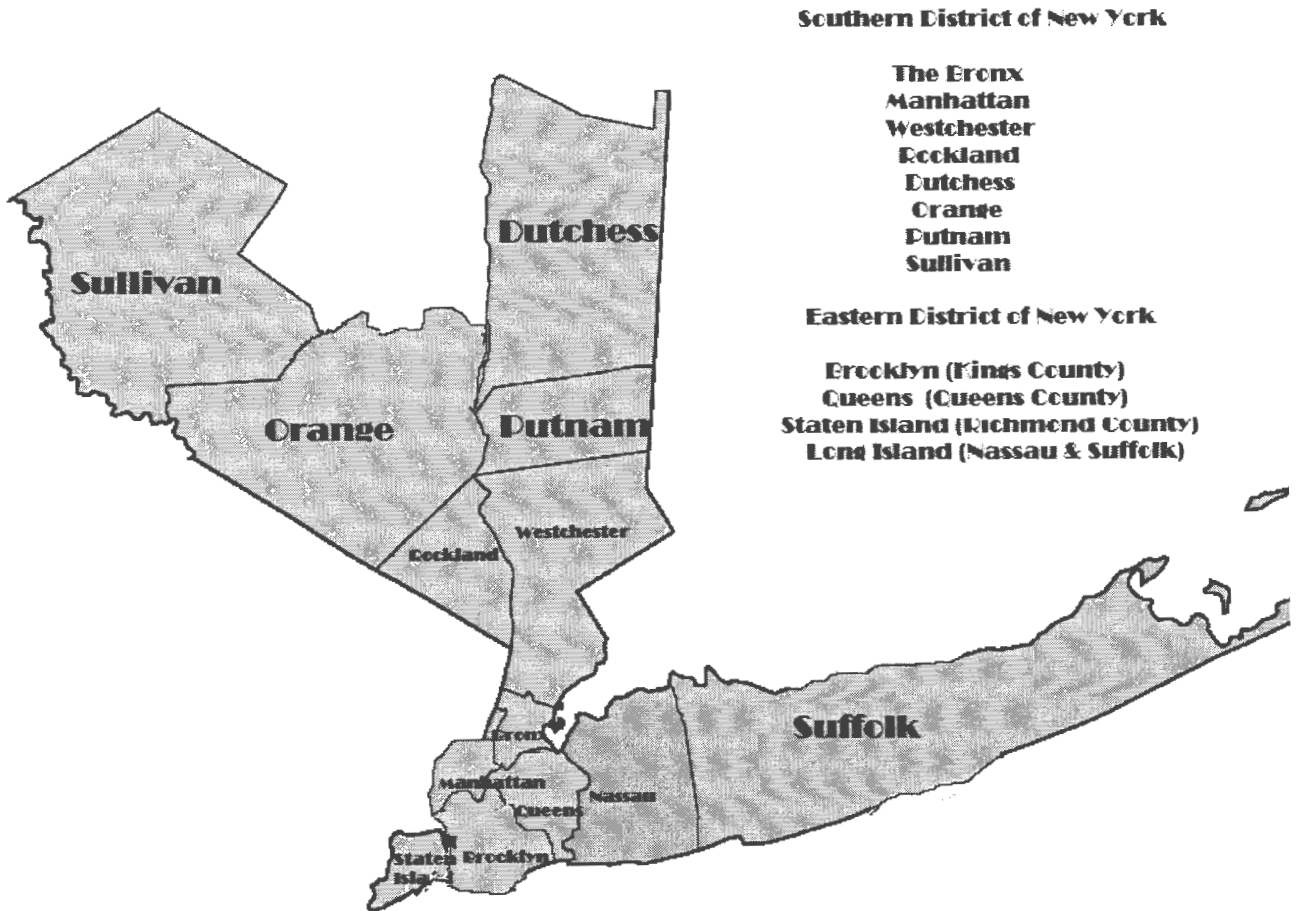 Southern District of New York
The Bronx
Manhattan
Westchester
Rockland
Dutchess
Orange
Putnam
Sullivan
Eastern District of New York
Brooklyn (Kings County)
Queens (Queens County)
Staten Island (Richmond County)
Long Island (Nassau & Suffolk)
Dutchess
Sullivan
Orange
Putnam
Westchester
Rockland
Suffolk
Bronx
Manhattan
Nassau
Queens
Staten
Brooklyn